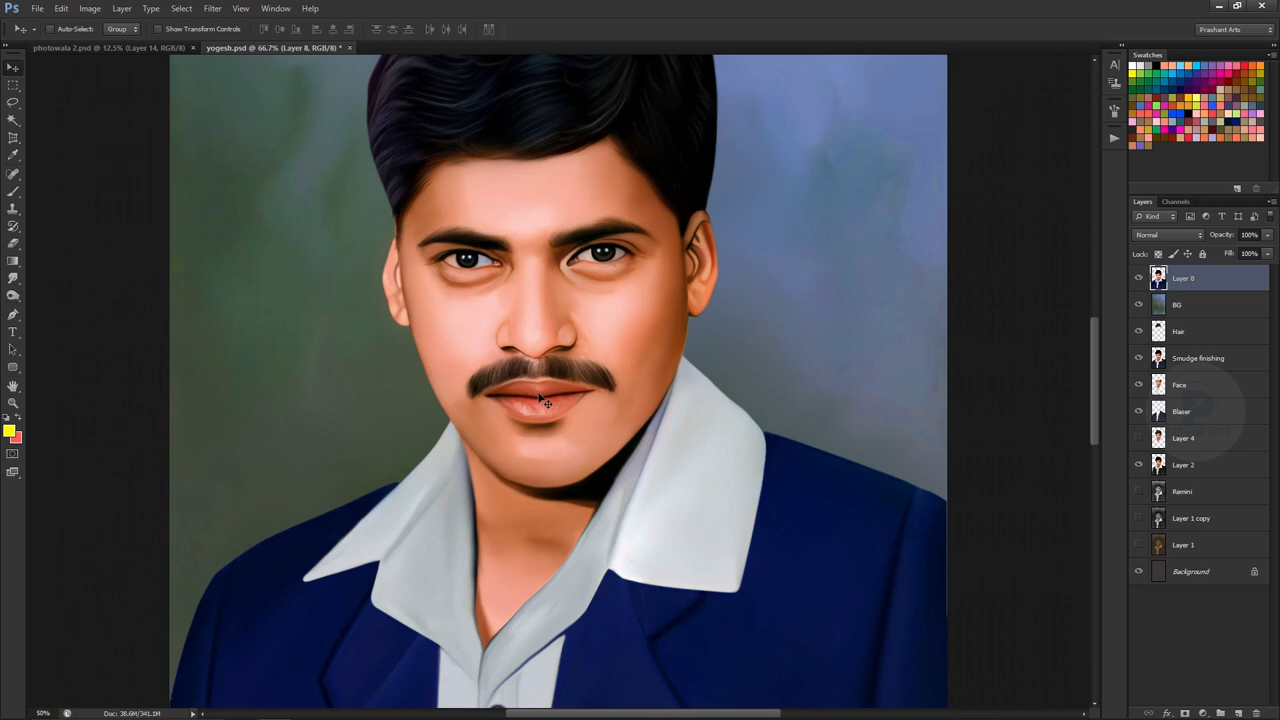 Ps File Edit Image Layer Type Select Filter View Window Help
Auto-Select: Group Show Transform Controls Prashant Arts
photowala 2.psd @ 12.5% (Layer 14, RGB/8) × yogesh.psd @ 66.7% (Layer 8, RGB/8) * ×
Swatches
Layers Channels
Kind
Normal Opacity: 100%
Lock: Fill: 100%
Layer 8
BG
Hair
Smudge finishing
Face
Blaser
Layer 4
Layer 2
Remini
Layer 1 copy
Layer 1
Background
50% Doc: 38.6M/341.1M